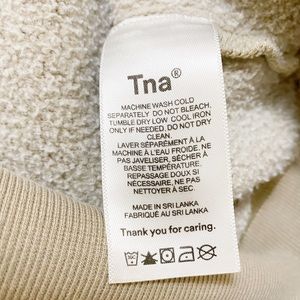 Tna®
MACHINE WASH COLD
SEPARATELY DO NOT BLEACH.
TUMBLE DRY LOW COOL IRON
ONLY IF NEEDED. DO NOT DRY
CLEAN.
LAVER SÉPARÉMENT À LA
MACHINE À L'EAU FROIDE. NE
PAS JAVELISER, SÉCHER À
BASSE TEMPÉRATURE.
REPASSAGE DOUX SI
NÉCESSAIRE, NE PAS
NETTOYER À SEC.
MADE IN SRI LANKA
FABRIQUÉ AU SRI LANKA
Thank you for caring.